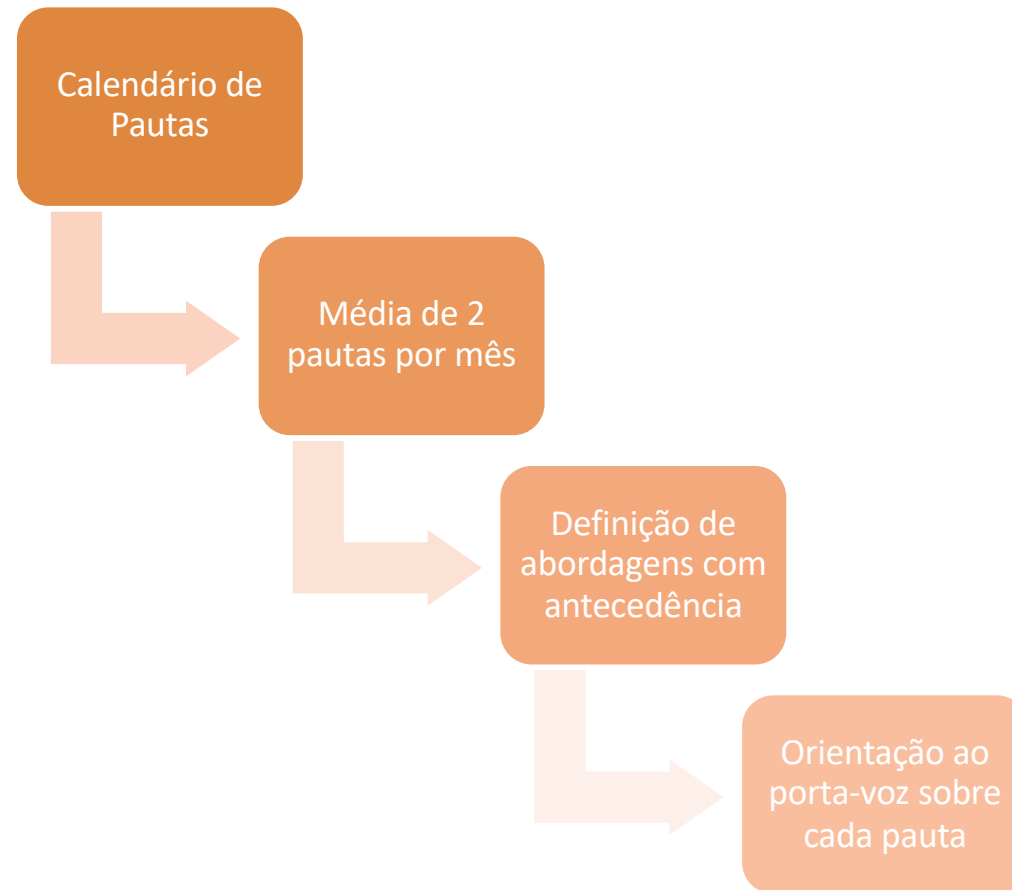 Calendário de
Pautas
Média de 2
pautas por mês
Definição de
abordagens com
antecedência
Orientação ao
porta-voz sobre
cada pauta